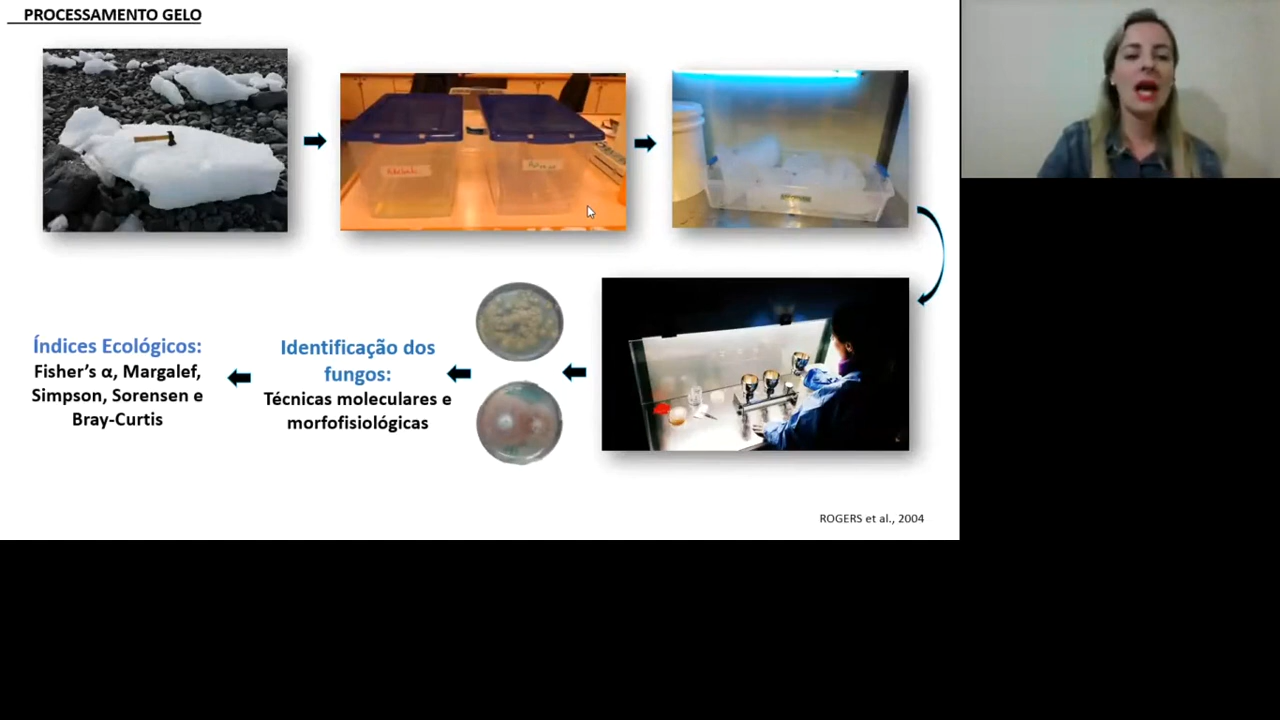 PROCESSAMENTO GELO
Índices Ecológicos:
Fisher's α, Margalef,
Simpson, Sorensen e
Bray-Curtis
Identificação dos
fungos:
Técnicas moleculares e
morfofisiológicas
ROGERS et al., 2004